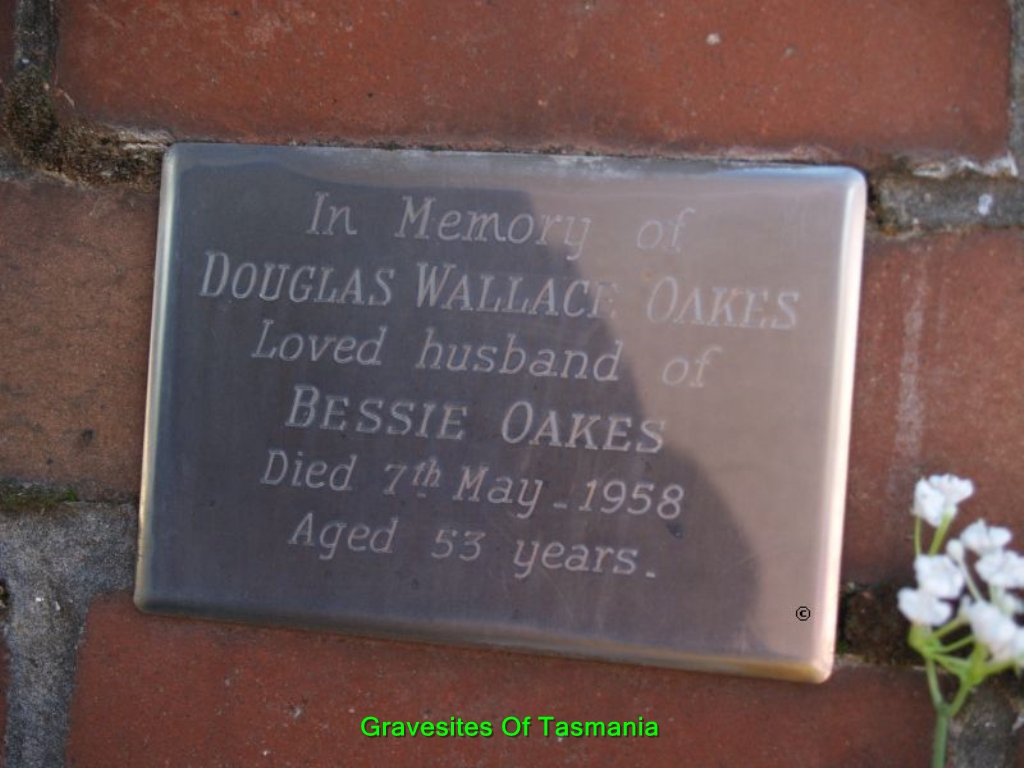 In Memory of
DOUGLAS WALLACE OAKES
Loved husband of
BESSIE OAKES
Died 7th May - 1958
Aged 53 years.
©
Gravesites Of Tasmania